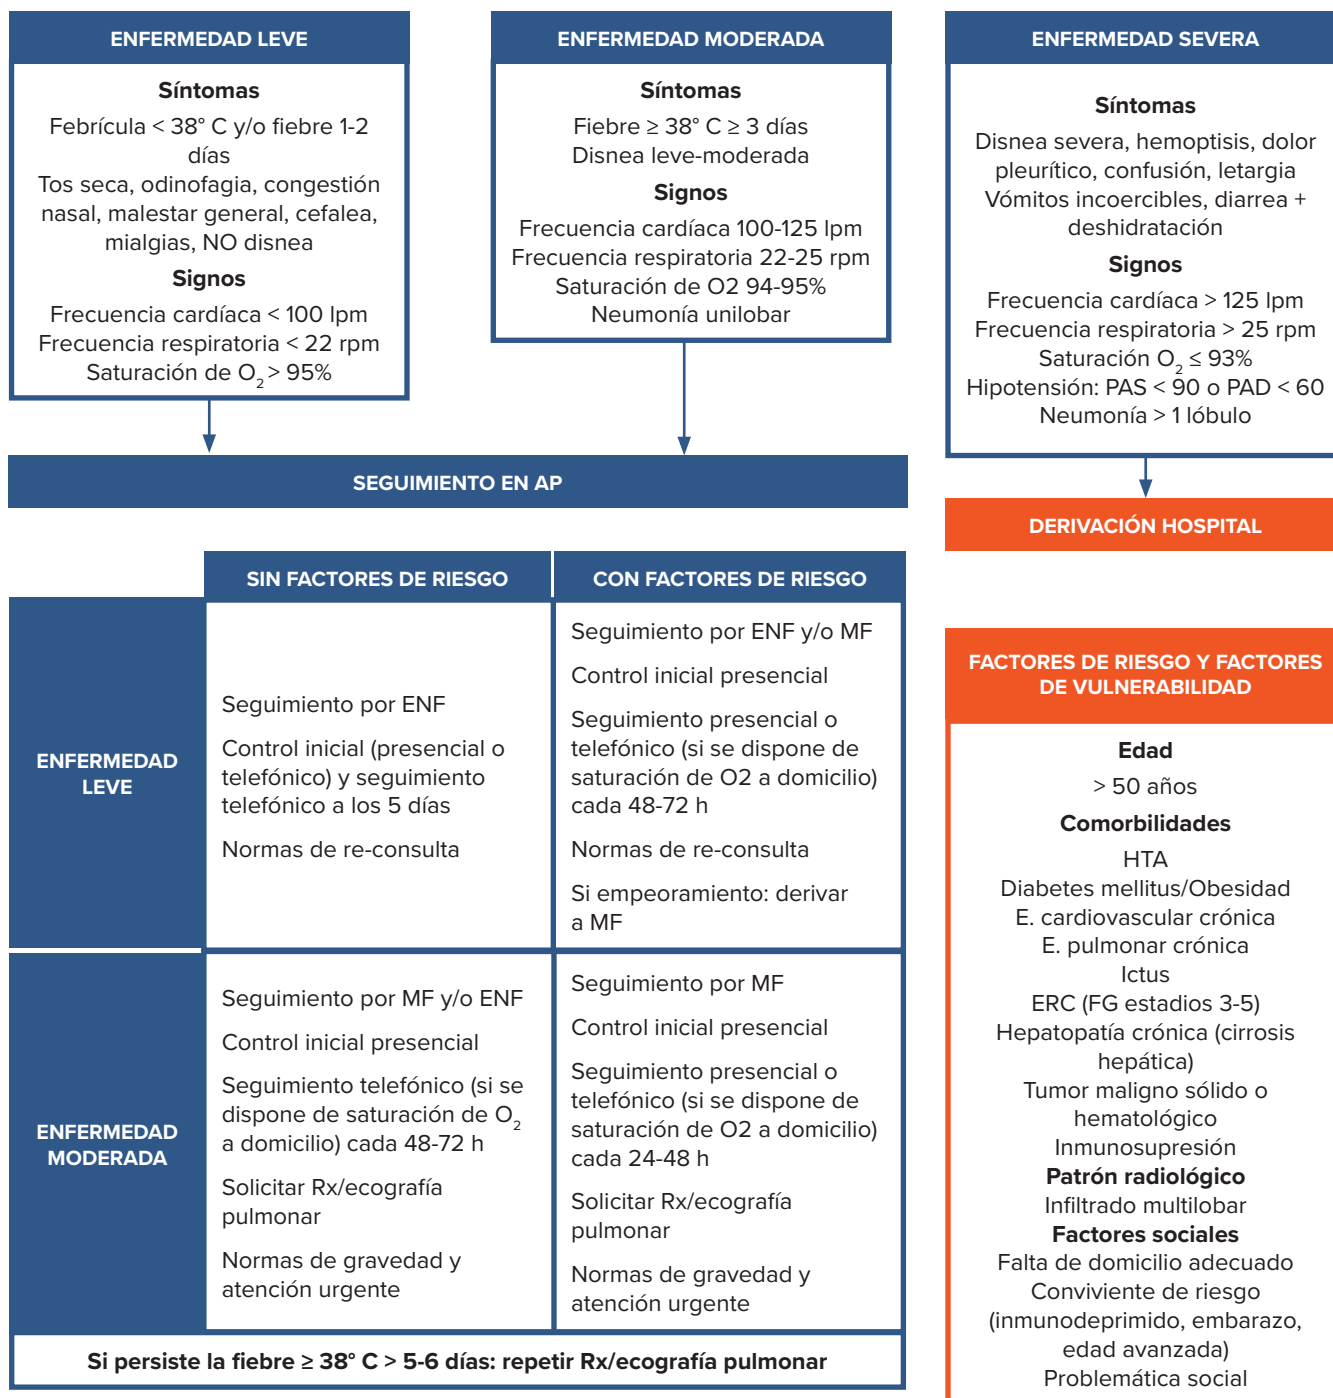 ENFERMEDAD LEVE
Síntomas
Febrícula < 38° C y/o fiebre 1-2
días
Tos seca, odinofagia, congestión
nasal, malestar general, cefalea,
mialgias, NO disnea
Signos
Frecuencia cardíaca < 100 lpm
Frecuencia respiratoria < 22 rpm
Saturación de O₂ > 95%
ENFERMEDAD MODERADA
Síntomas
Fiebre ≥ 38° C ≥ 3 días
Disnea leve-moderada
Signos
Frecuencia cardíaca 100-125 lpm
Frecuencia respiratoria 22-25 rpm
Saturación de O2 94-95%
Neumonía unilobar
ENFERMEDAD SEVERA
Síntomas
Disnea severa, hemoptisis, dolor
pleurítico, confusión, letargia
Vómitos incoercibles, diarrea +
deshidratación
Signos
Frecuencia cardíaca > 125 lpm
Frecuencia respiratoria > 25 rpm
Saturación O₂ ≤ 93%
Hipotensión: PAS < 90 o PAD < 60
Neumonía > 1 lóbulo
SEGUIMIENTO EN AP
DERIVACIÓN HOSPITAL
SIN FACTORES DE RIESGO
CON FACTORES DE RIESGO
ENFERMEDAD
LEVE
Seguimiento por ENF
Control inicial (presencial o
telefónico) y seguimiento
telefónico a los 5 días
Normas de re-consulta
Seguimiento por ENF y/o MF
Control inicial presencial
Seguimiento presencial o
telefónico (si se dispone de
saturación de O2 a domicilio)
cada 48-72 h
Normas de re-consulta
Si empeoramiento: derivar
a MF
ENFERMEDAD
MODERADA
Seguimiento por MF y/o ENF
Control inicial presencial
Seguimiento telefónico (si se
dispone de saturación de O₂
a domicilio) cada 48-72 h
Solicitar Rx/ecografía
pulmonar
Normas de gravedad y
atención urgente
Seguimiento por MF
Control inicial presencial
Seguimiento presencial o
telefónico (si se dispone de
saturación de O2 a domicilio)
cada 24-48 h
Solicitar Rx/ecografía
pulmonar
Normas de gravedad y
atención urgente
Si persiste la fiebre ≥ 38° C > 5-6 días: repetir Rx/ecografía pulmonar
FACTORES DE RIESGO Y FACTORES
DE VULNERABILIDAD
Edad
> 50 años
Comorbilidades
HTA
Diabetes mellitus/Obesidad
E. cardiovascular crónica
E. pulmonar crónica
Ictus
ERC (FG estadios 3-5)
Hepatopatía crónica (cirrosis
hepática)
Tumor maligno sólido o
hematológico
Inmunosupresión
Patrón radiológico
Infiltrado multilobar
Factores sociales
Falta de domicilio adecuado
Conviviente de riesgo
(inmunodeprimido, embarazo,
edad avanzada)
Problemática social